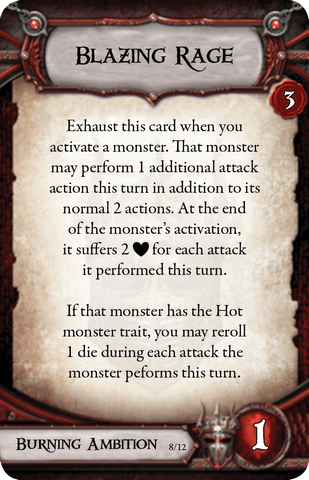 Blazing Rage
3
Exhaust this card when you
activate a monster. That monster
may perform 1 additional attack
action this turn in addition to its
normal 2 actions. At the end
of the monster's activation,
it suffers 2 ♥ for each attack
it performed this turn.
If that monster has the Hot
monster trait, you may reroll
1 die during each attack the
monster peforms this turn.
Burning Ambition 8/12
1